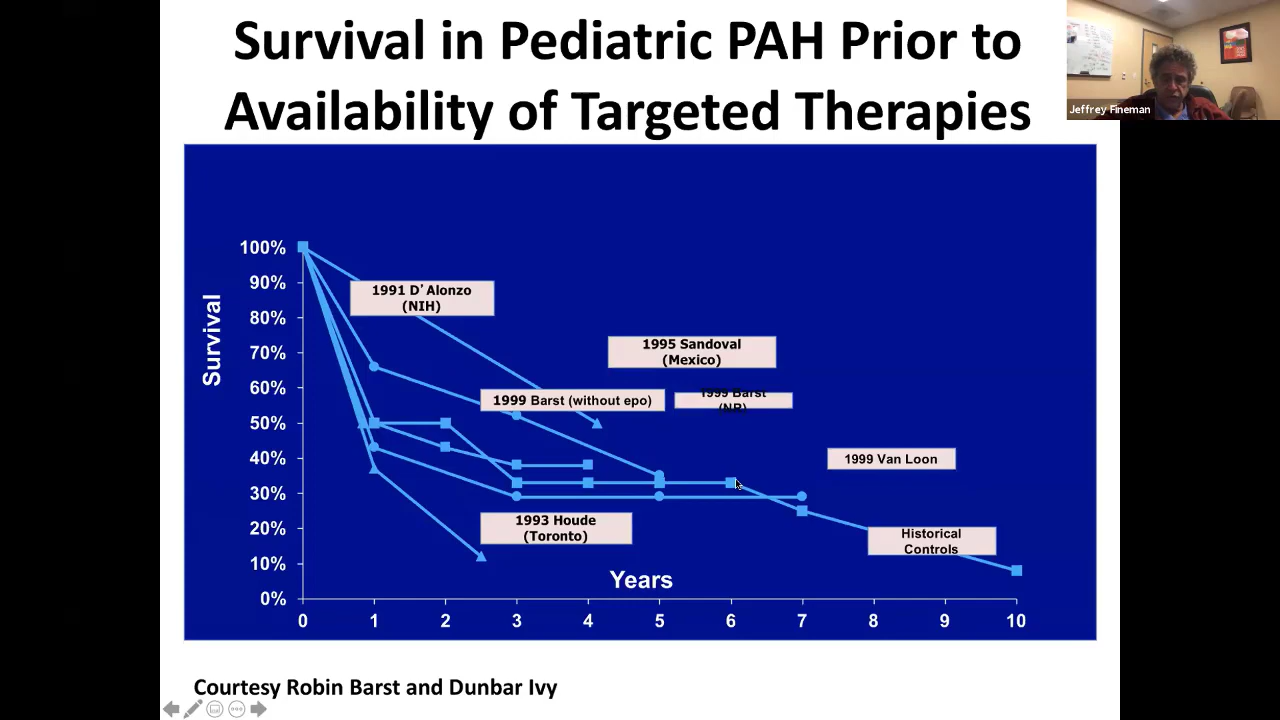 Survival in Pediatric PAH Prior to
Availability of Targeted Therapies
Jeffrey Fineman
100%
90%
80%
70%
60%
50%
40%
30%
20%
10%
0%
Survival
1991 D’Alonzo
(NIH)
1995 Sandoval
(Mexico)
1999 Barst (without epo)
1999 Barst
(NR)
1999 Van Loon
1993 Houde
(Toronto)
Historical
Controls
Years
0 1 2 3 4 5 6 7 8 9 10
Courtesy Robin Barst and Dunbar Ivy